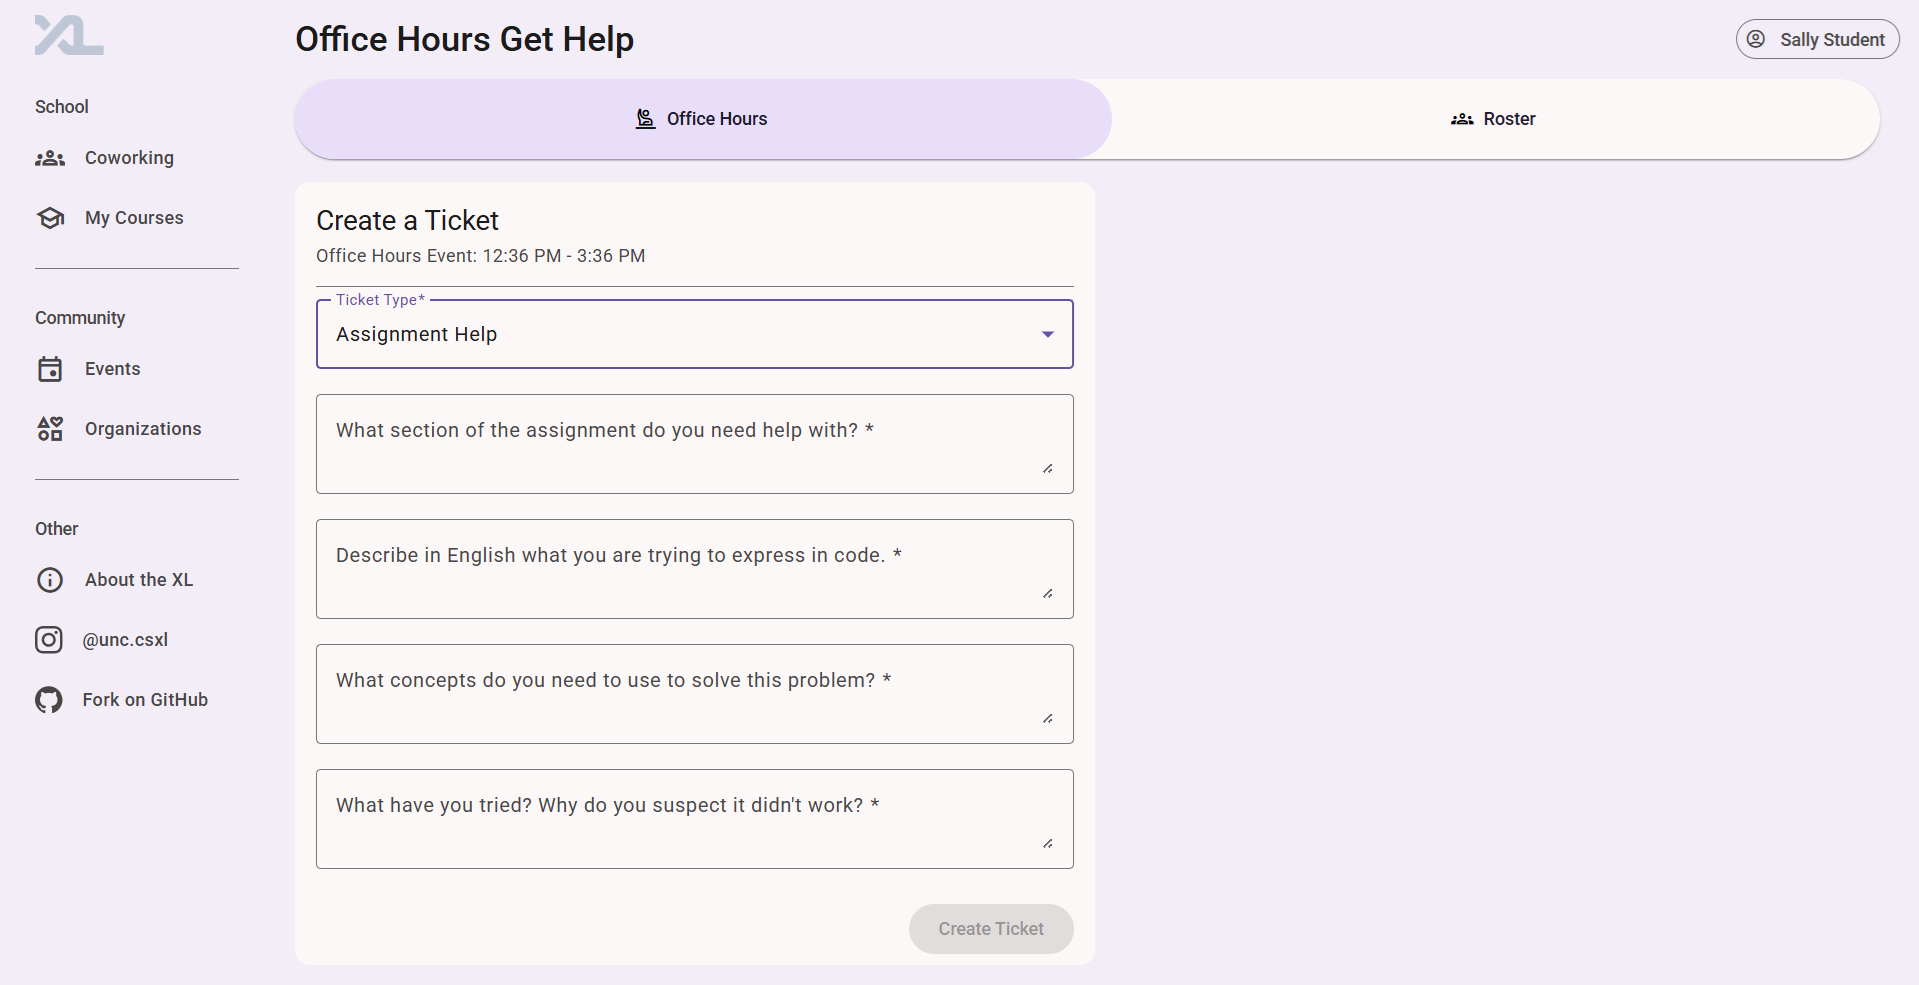 XL
Office Hours Get Help
Sally Student
School
Coworking
My Courses
Community
Events
Organizations
Other
About the XL
@unc.csxl
Fork on GitHub
Office Hours
Roster
Create a Ticket
Office Hours Event: 12:36 PM - 3:36 PM
Ticket Type*
Assignment Help
What section of the assignment do you need help with? *
Describe in English what you are trying to express in code. *
What concepts do you need to use to solve this problem? *
What have you tried? Why do you suspect it didn't work? *
Create Ticket